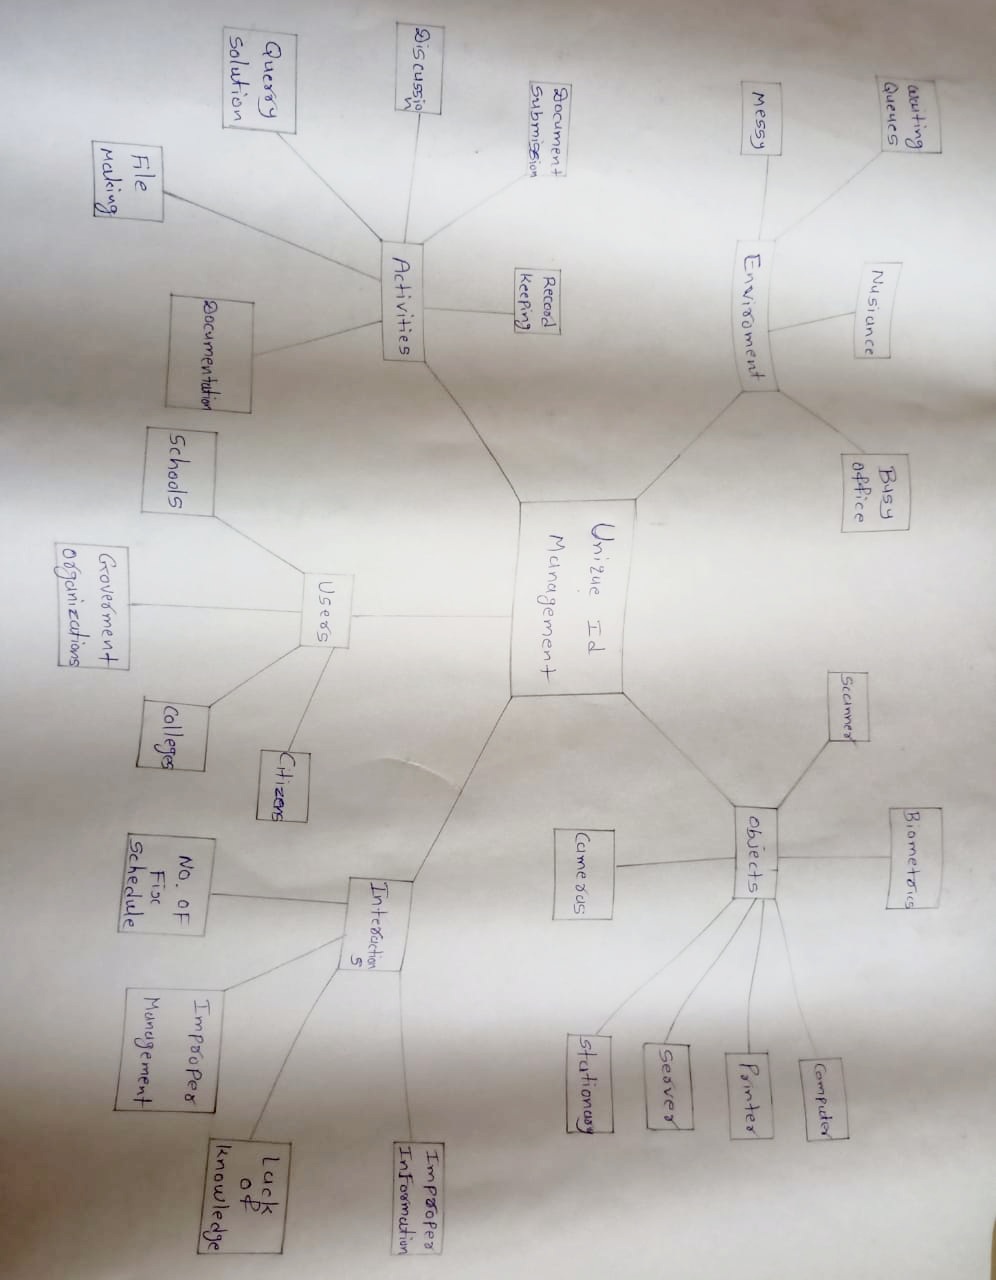 Waiting
Queues
Nusiance
Busy
office
Messy
Enviroment
Biometrics
Scanner
Computer
Objects
Printer
Server
Stationary
Cameras
Unique Id
Management
Document
Submission
Record
Keeping
Discussion
Activities
Querry
Solution
File
Making
Documentation
Users
Citizens
Schools
Colleges
Goverment
Organizations
Interactions
Improper
Information
Lack
of
Knowledge
Improper
Management
No. OF
Fix
Schedule